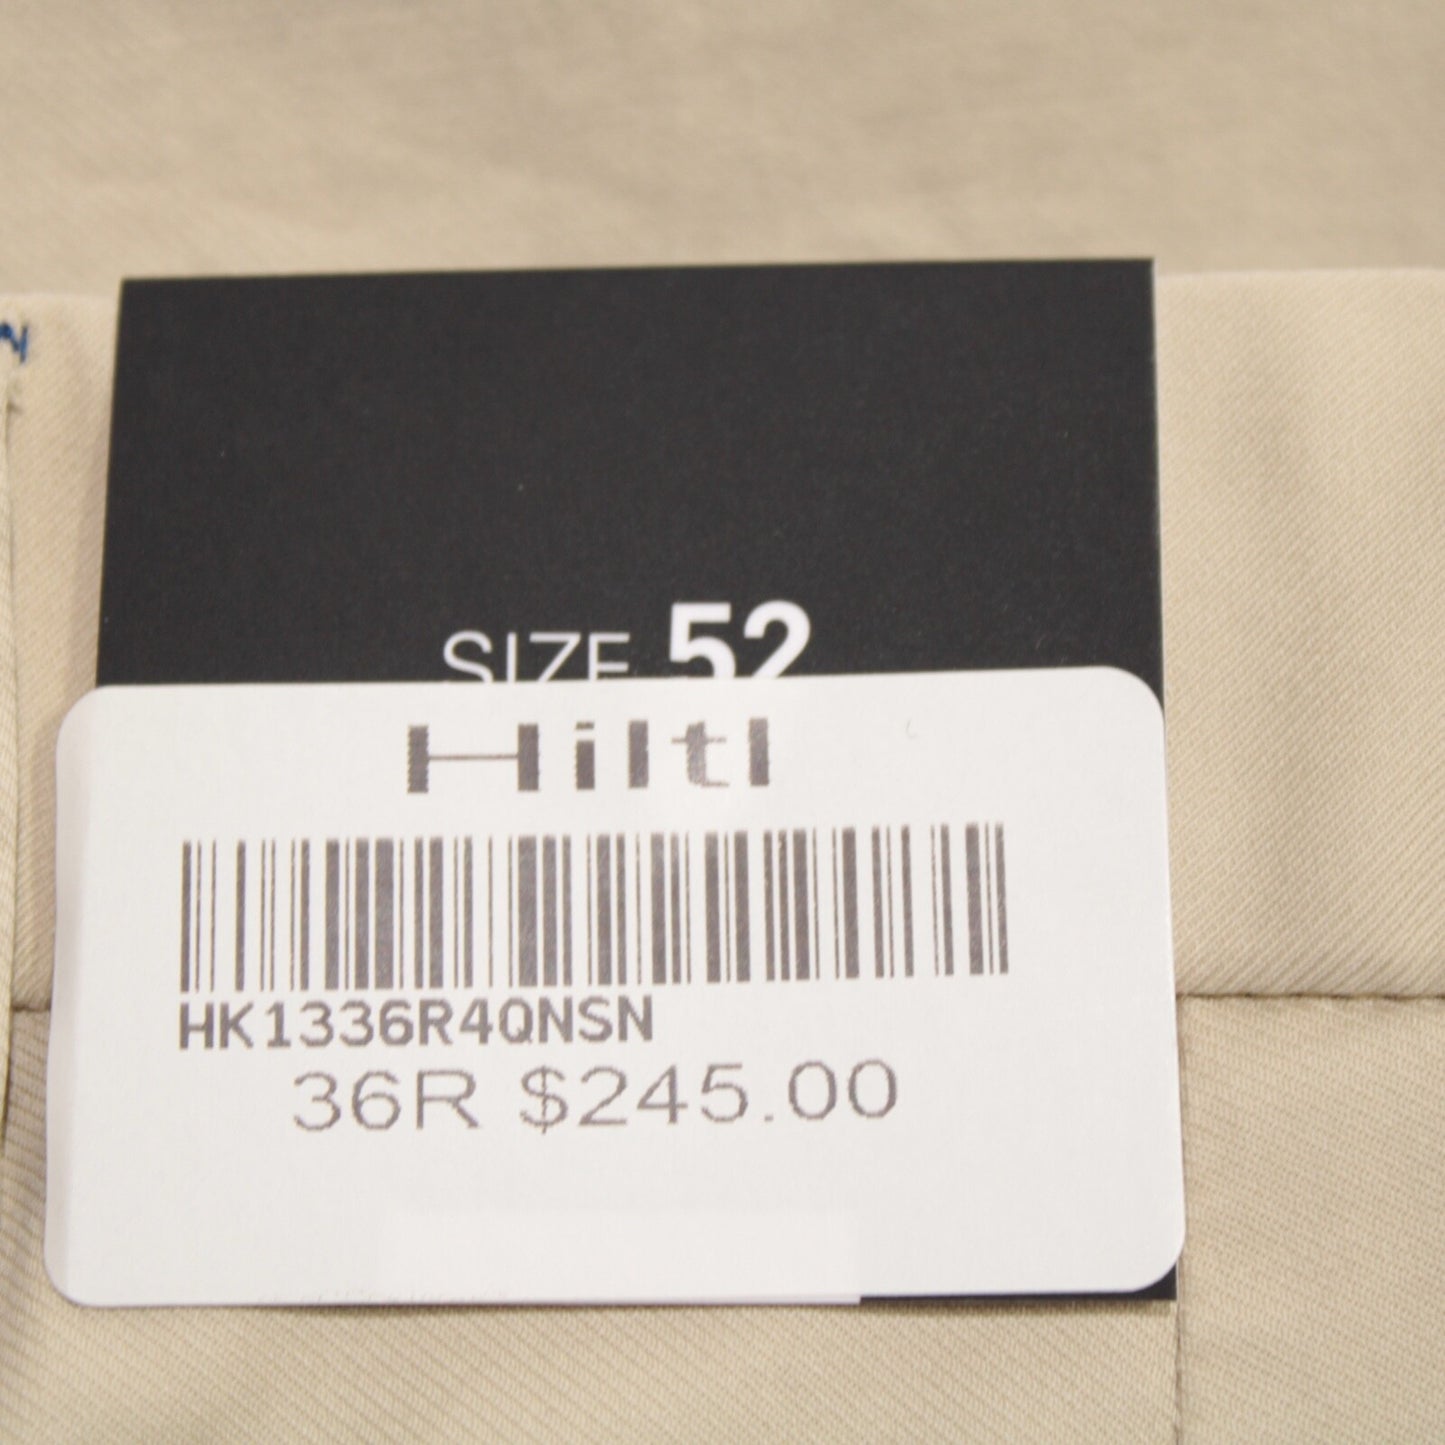 SIZE 52
Hiltl
HK1336R4QNSN
36R $245.00